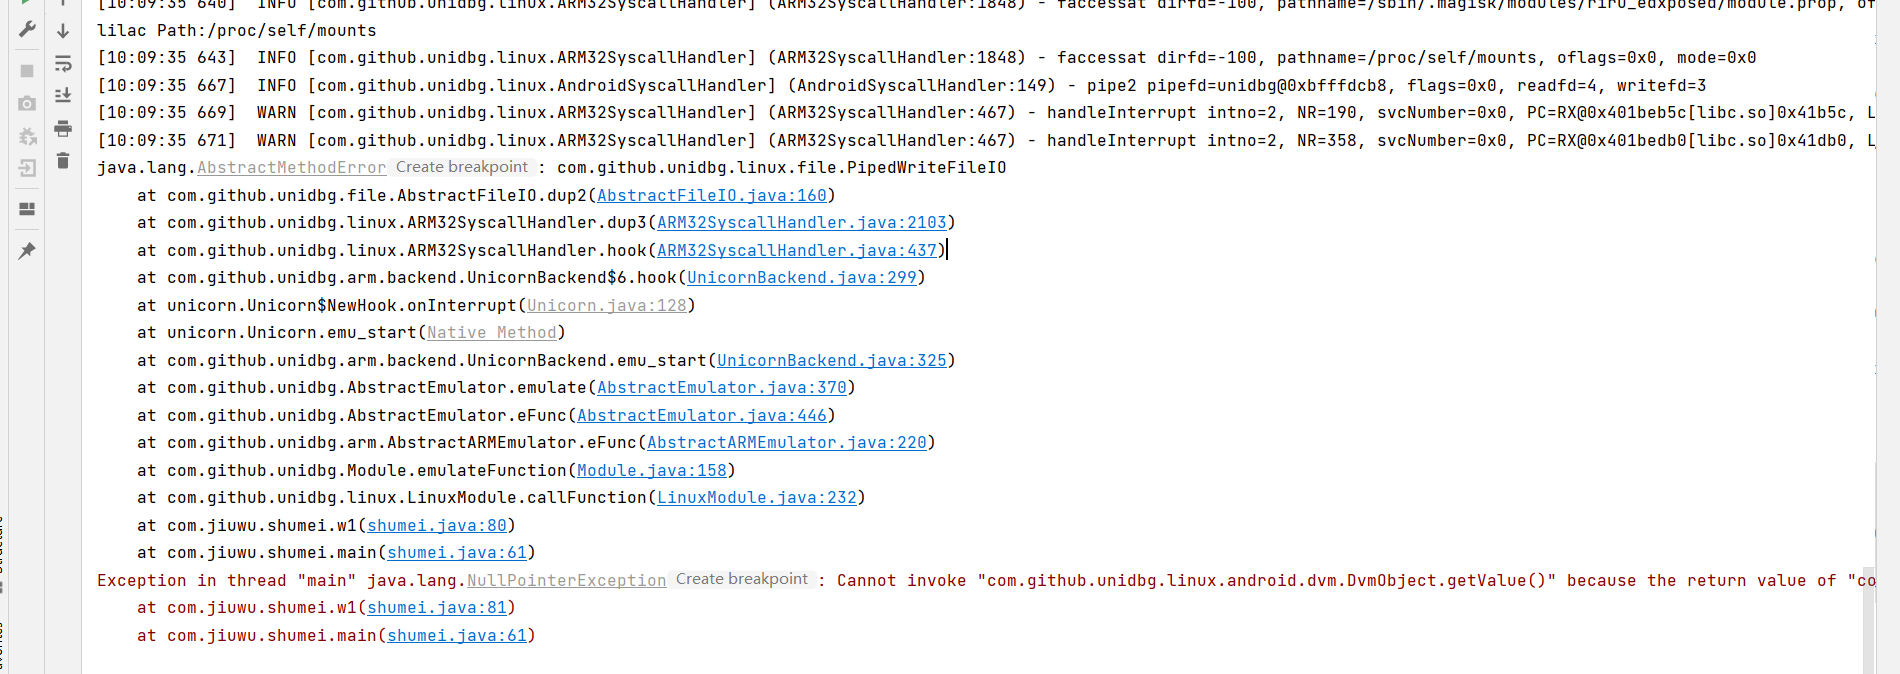 [10:09:35 640]  INFO [com.github.unidbg.linux.ARM32SyscallHandler] (ARM32SyscallHandler:1848) - faccessat dirfd=-100, pathname=/sbin/.magisk/modules/riru_edxposed/module.prop, of
lilac Path:/proc/self/mounts
[10:09:35 643]  INFO [com.github.unidbg.linux.ARM32SyscallHandler] (ARM32SyscallHandler:1848) - faccessat dirfd=-100, pathname=/proc/self/mounts, oflags=0x0, mode=0x0
[10:09:35 667]  INFO [com.github.unidbg.linux.AndroidSyscallHandler] (AndroidSyscallHandler:149) - pipe2 pipefd=unidbg@0xbfffdcb8, flags=0x0, readfd=4, writefd=3
[10:09:35 669]  WARN [com.github.unidbg.linux.ARM32SyscallHandler] (ARM32SyscallHandler:467) - handleInterrupt intno=2, NR=190, svcNumber=0x0, PC=RX@0x401beb5c[libc.so]0x41b5c, L
[10:09:35 671]  WARN [com.github.unidbg.linux.ARM32SyscallHandler] (ARM32SyscallHandler:467) - handleInterrupt intno=2, NR=358, svcNumber=0x0, PC=RX@0x401bedb0[libc.so]0x41db0, L
java.lang.AbstractMethodError Create breakpoint : com.github.unidbg.linux.file.PipedWriteFileIO
    at com.github.unidbg.file.AbstractFileIO.dup2(AbstractFileIO.java:160)
    at com.github.unidbg.linux.ARM32SyscallHandler.dup3(ARM32SyscallHandler.java:2103)
    at com.github.unidbg.linux.ARM32SyscallHandler.hook(ARM32SyscallHandler.java:437)
    at com.github.unidbg.arm.backend.UnicornBackend$6.hook(UnicornBackend.java:299)
    at unicorn.Unicorn$NewHook.onInterrupt(Unicorn.java:128)
    at unicorn.Unicorn.emu_start(Native Method)
    at com.github.unidbg.arm.backend.UnicornBackend.emu_start(UnicornBackend.java:325)
    at com.github.unidbg.AbstractEmulator.emulate(AbstractEmulator.java:370)
    at com.github.unidbg.AbstractEmulator.eFunc(AbstractEmulator.java:446)
    at com.github.unidbg.arm.AbstractARMEmulator.eFunc(AbstractARMEmulator.java:220)
    at com.github.unidbg.Module.emulateFunction(Module.java:158)
    at com.github.unidbg.linux.LinuxModule.callFunction(LinuxModule.java:232)
    at com.jiuwu.shumei.w1(shumei.java:80)
    at com.jiuwu.shumei.main(shumei.java:61)
Exception in thread "main" java.lang.NullPointerException Create breakpoint : Cannot invoke "com.github.unidbg.linux.android.dvm.DvmObject.getValue()" because the return value of "co
    at com.jiuwu.shumei.w1(shumei.java:81)
    at com.jiuwu.shumei.main(shumei.java:61)